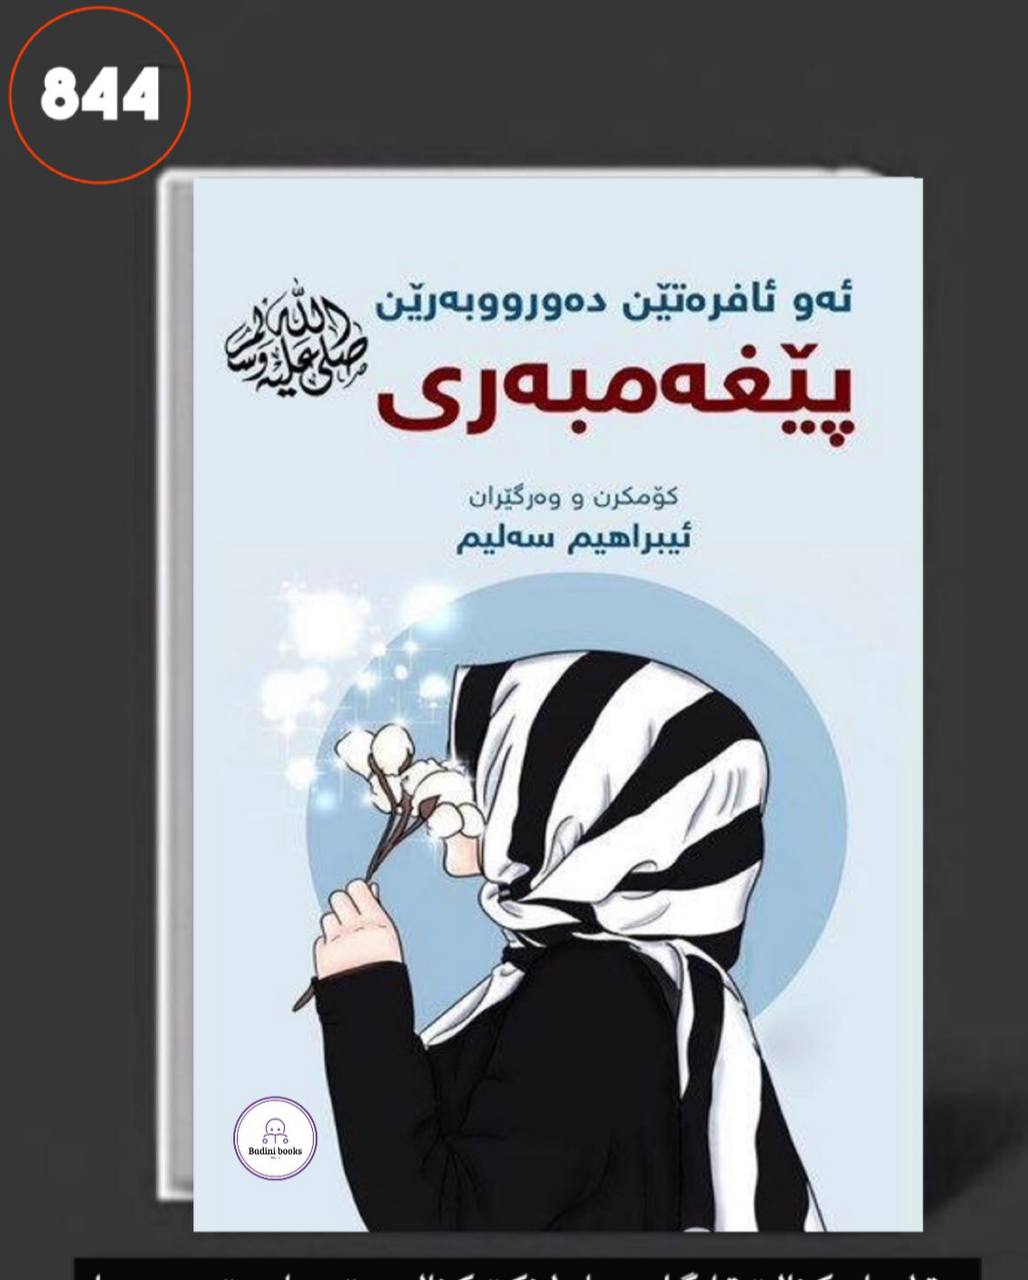 844
ئەو ئافرەتێن دەورووبەرێن
پێغەمبەری
صلى الله عليه وسلم
کۆمکرن و وەرگێران
ئیبراهیم سەلیم
Badini books